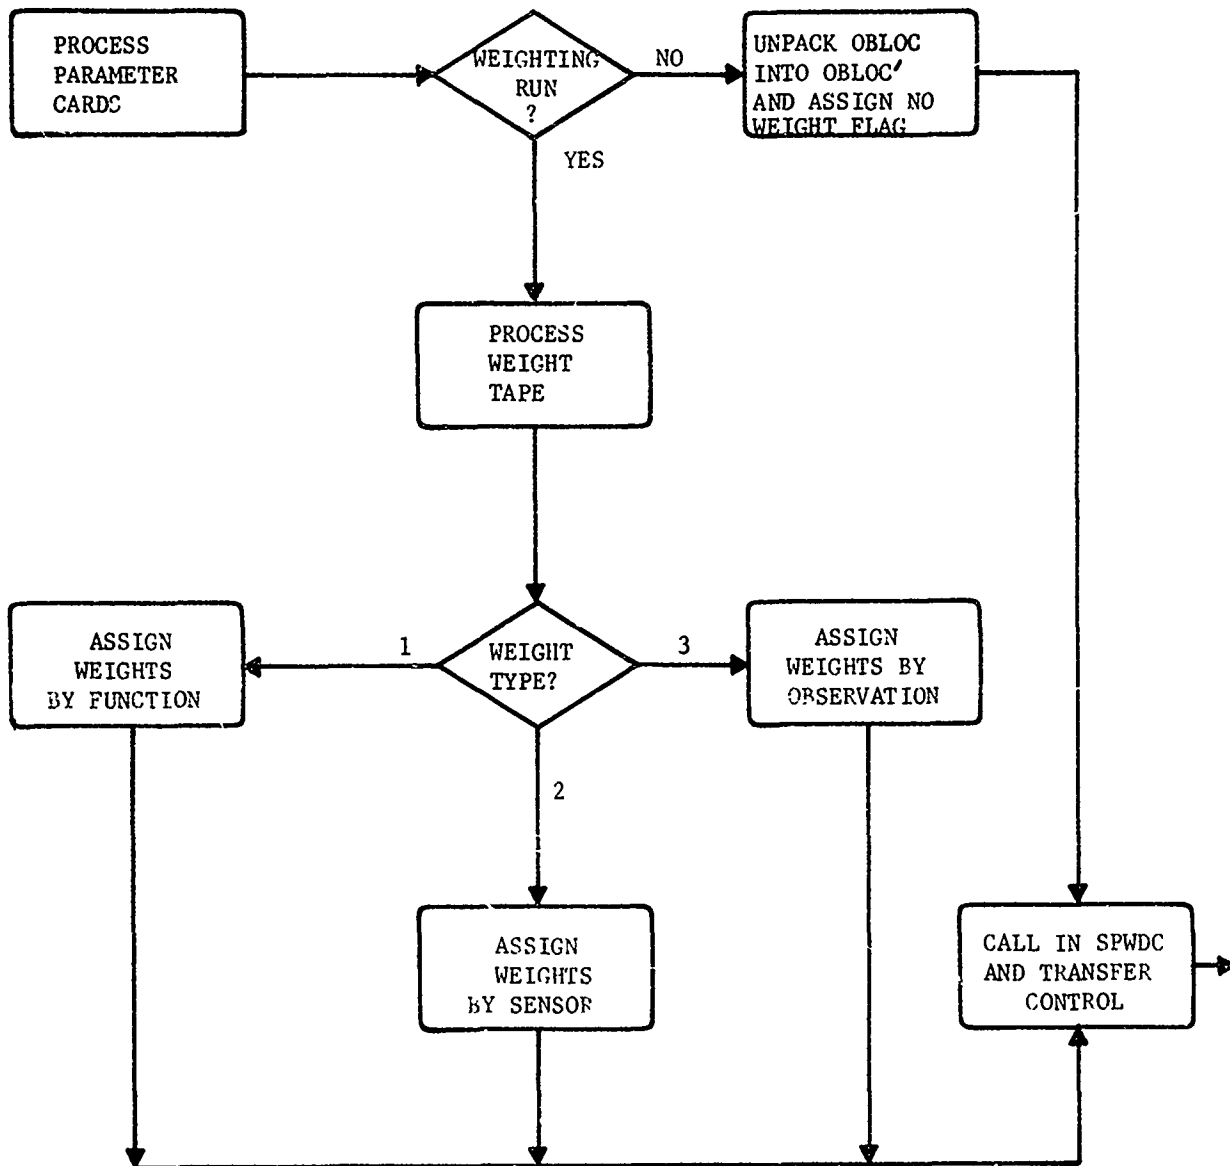 PROCESS
PARAMETER
CARDS
WEIGHTING
RUN
?
NO
UNPACK OBLOC
INTO OBLOC′
AND ASSIGN NO
WEIGHT FLAG
YES
PROCESS
WEIGHT
TAPE
ASSIGN
WEIGHTS
BY FUNCTION
1
WEIGHT
TYPE?
3
ASSIGN
WEIGHTS BY
OBSERVATION
2
ASSIGN
WEIGHTS
BY SENSOR
CALL IN SPWDC
AND TRANSFER
CONTROL